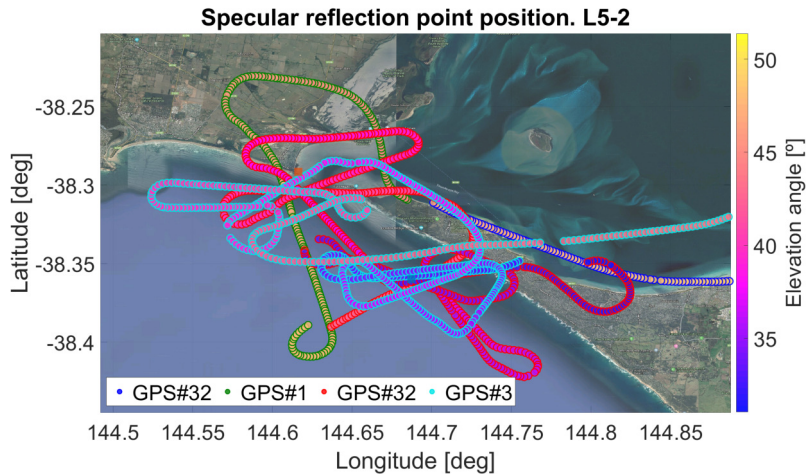 Specular reflection point position. L5-2
Latitude [deg]
-38.25
-38.3
-38.35
-38.4
GPS#32 GPS#1 GPS#32 GPS#3
144.5 144.55 144.6 144.65 144.7 144.75 144.8 144.85
Longitude [deg]
50
45
40
35
Elevation angle [º]